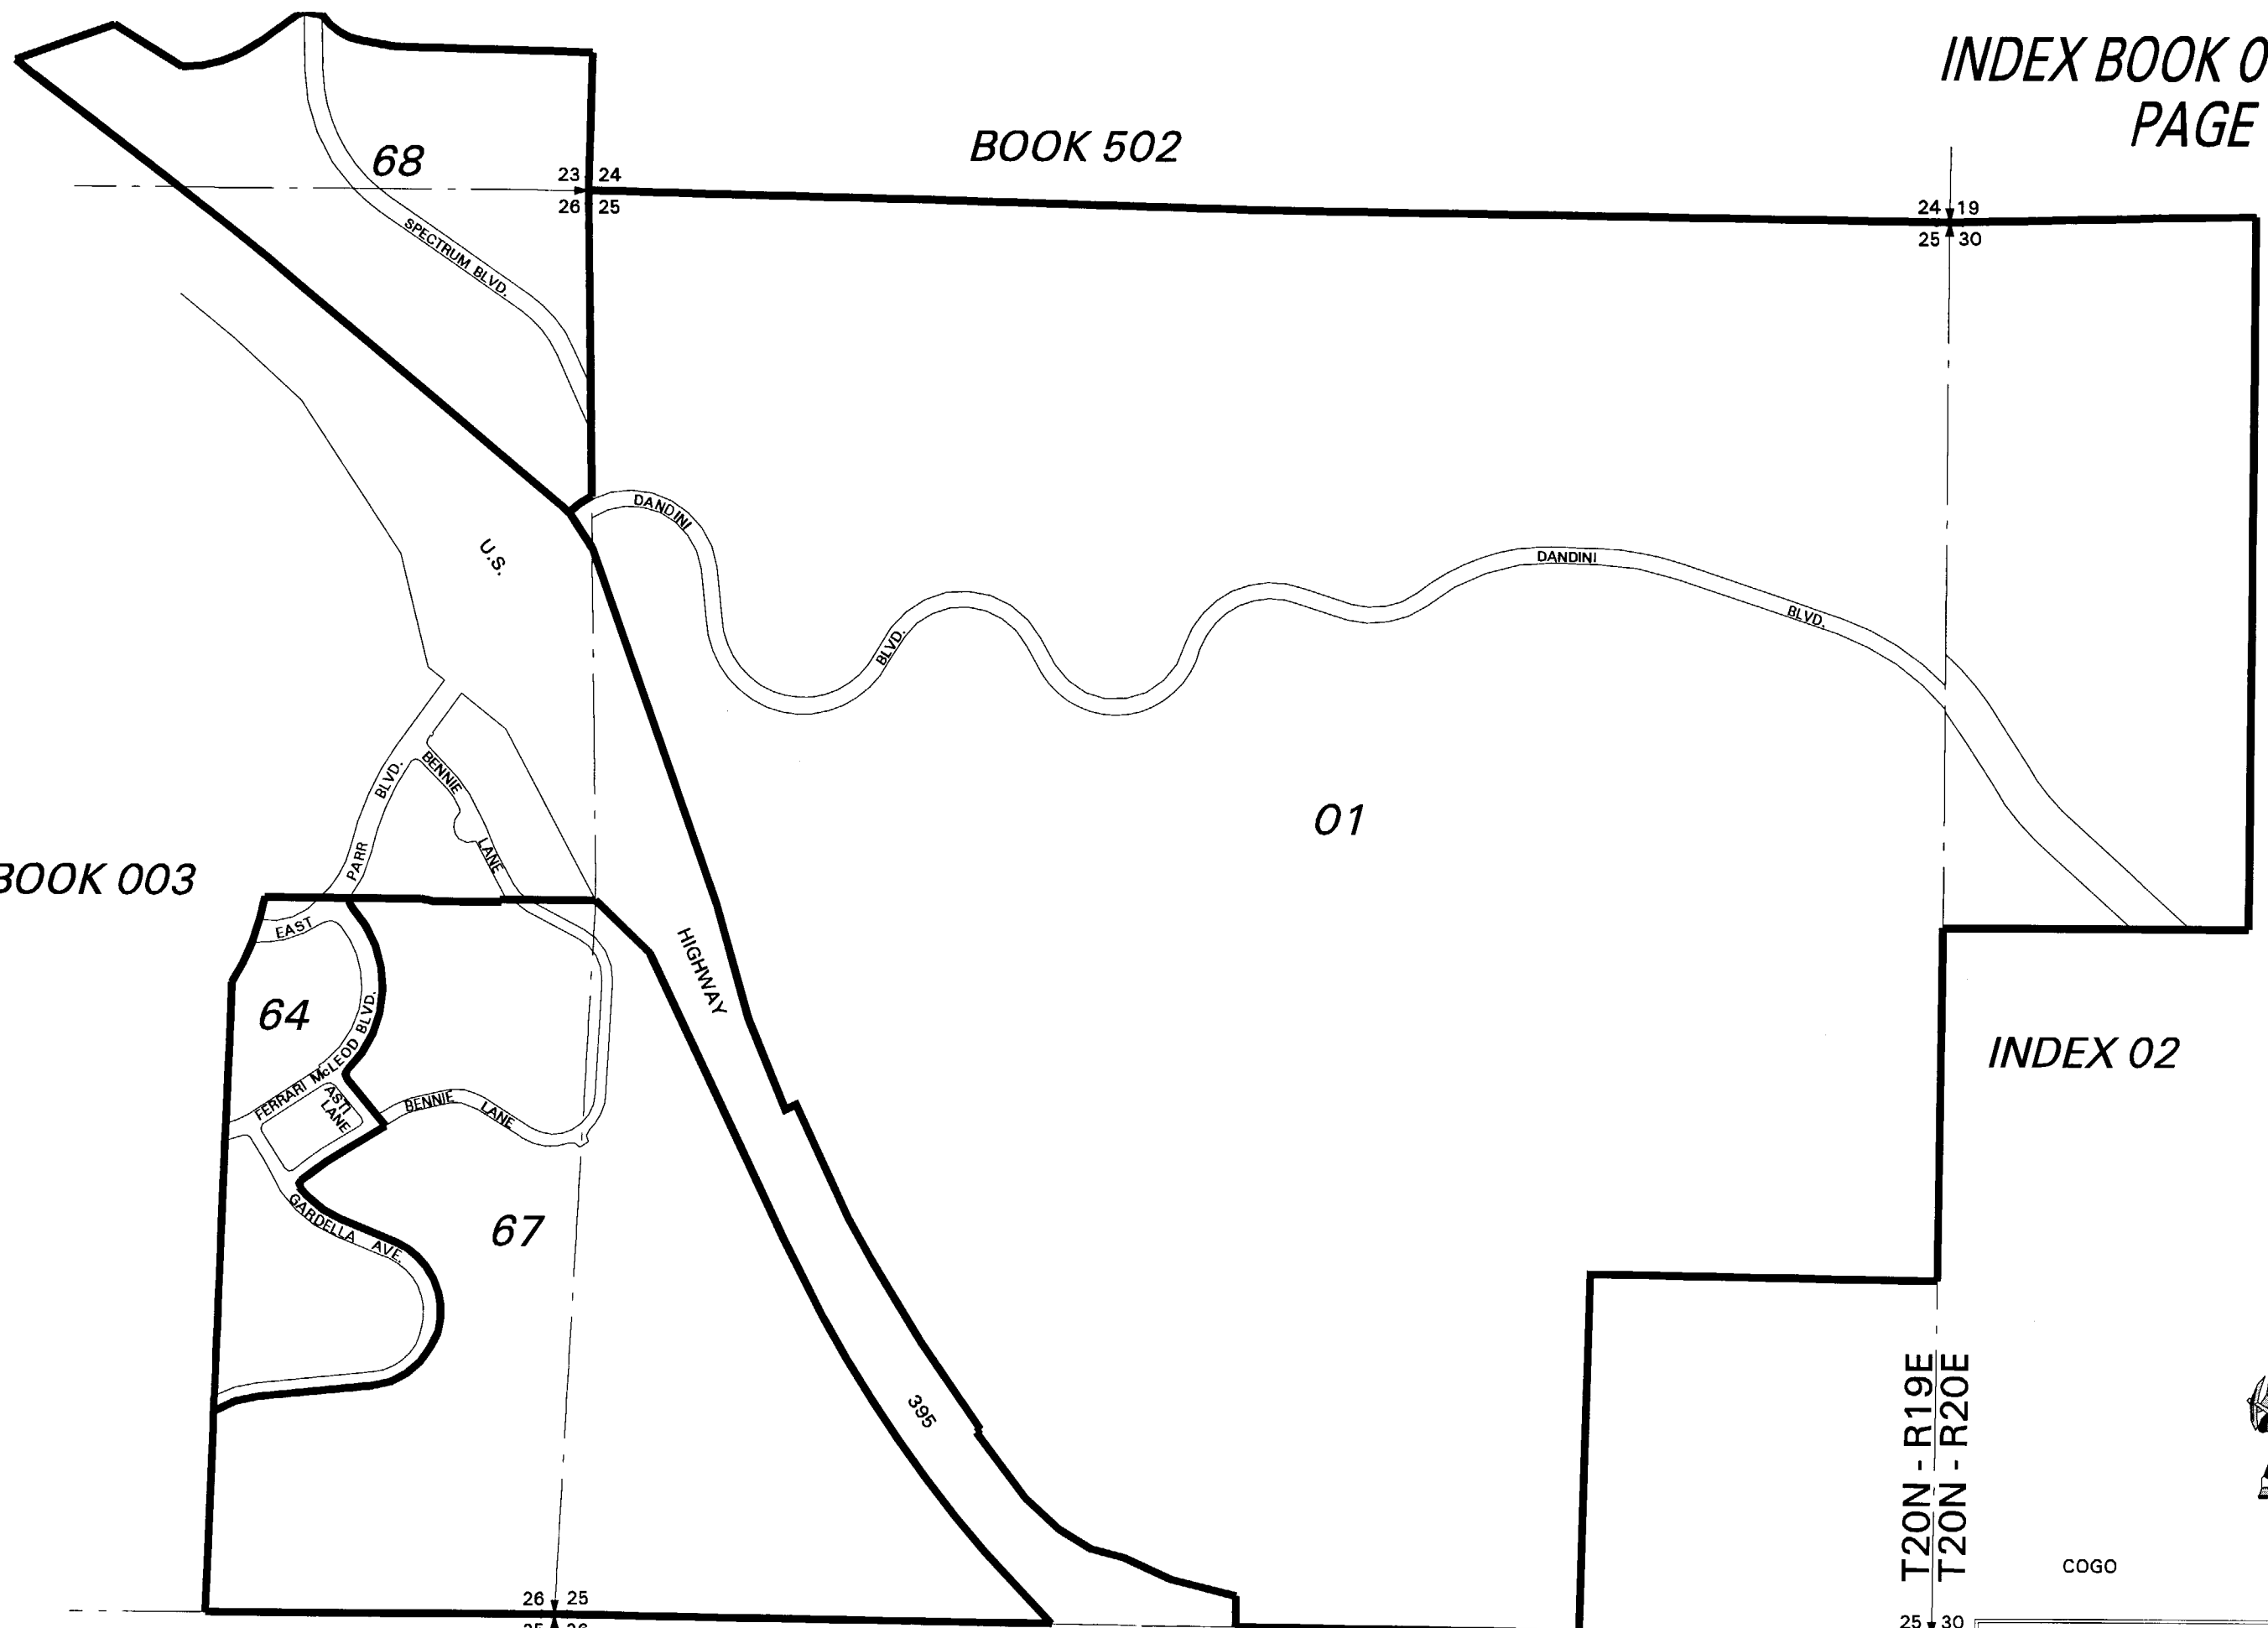 INDEX BOOK 0
PAGE
BOOK 502
68
23 24
26 25
24 19
25 30
SPECTRUM BLVD.
DANDINI
U.S.
DANDINI
BLVD.
BLVD.
BENNIE
BLVD.
01
PARR
LANE
BOOK 003
EAST
HIGHWAY
64
BLVD.
INDEX 02
McLEOD
FERRARI
ASTI
LANE
BENNIE
LANE
GARDELLA AVE.
67
395
T20N - R19E
T20N - R20E
COGO
26 25
25 30